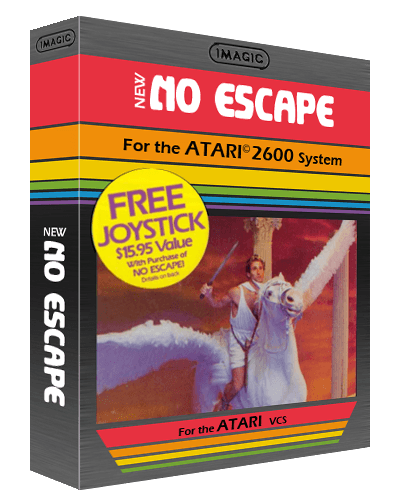 IMAGIC
IMAGIC
NEW
NO ESCAPE
For the ATARI© 2600 System
FREE
JOYSTICK
$15.95 Value
With Purchase of
NO ESCAPE!
Details on Back
NEW
NO ESCAPE
For the ATARI VCS